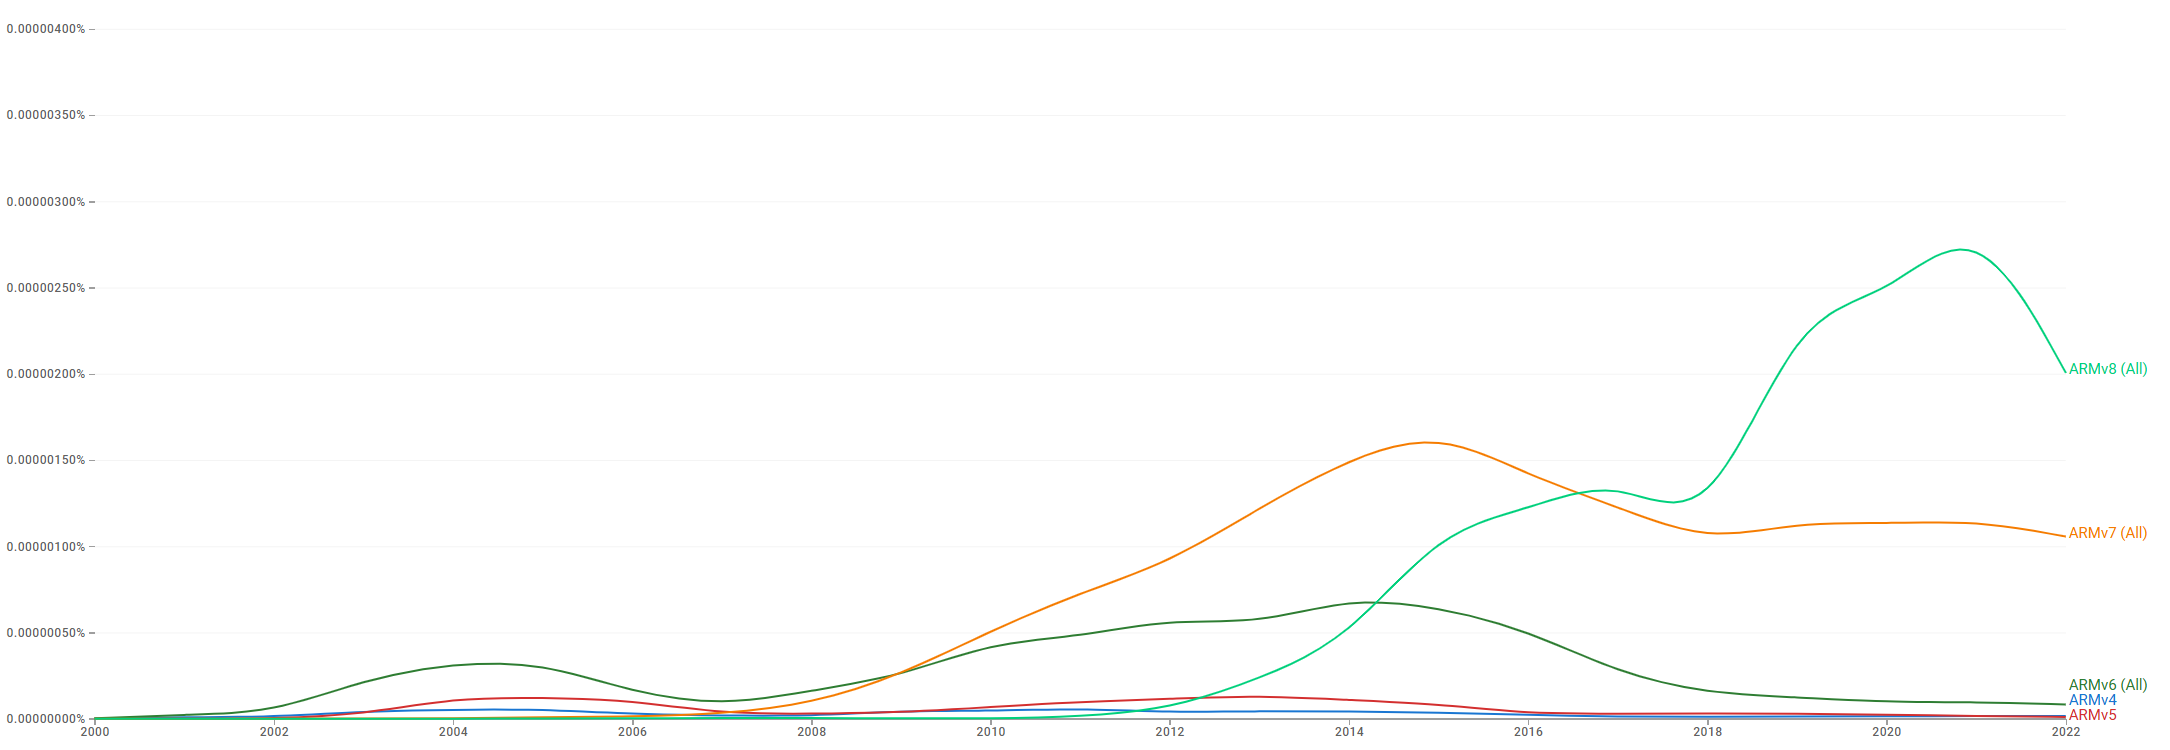 0.00000400%
0.00000350%
0.00000300%
0.00000250%
0.00000200%
0.00000150%
0.00000100%
0.00000050%
0.00000000%
2000 2002 2004 2006 2008 2010 2012 2014 2016 2018 2020 2022
ARMv8 (All)
ARMv7 (All)
ARMv6 (All)
ARMv4
ARMv5